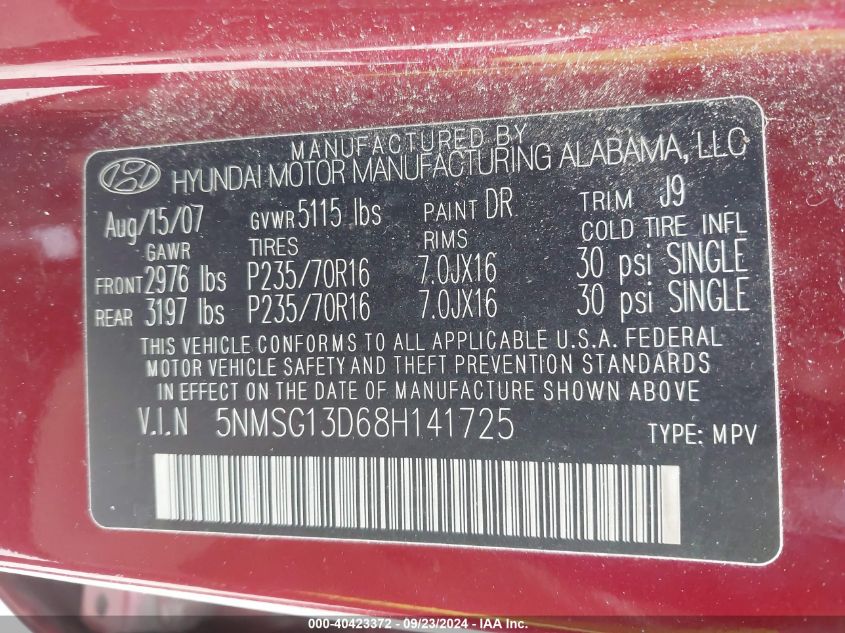 MANUFACTURED BY
HYUNDAI MOTOR MANUFACTURING ALABAMA, LLC
Aug/15/07 GVWR 5115 lbs PAINT DR TRIM J9
GAWR TIRES RIMS COLD TIRE INFL
FRONT 2976 lbs P235/70R16 7.0JX16 30 psi SINGLE
REAR 3197 lbs P235/70R16 7.0JX16 30 psi SINGLE
THIS VEHICLE CONFORMS TO ALL APPLICABLE U.S.A. FEDERAL
MOTOR VEHICLE SAFETY AND THEFT PREVENTION STANDARDS
IN EFFECT ON THE DATE OF MANUFACTURE SHOWN ABOVE
V.I.N 5NMSG13D68H141725 TYPE: MPV
000-40423372 - 09/23/2024 - IAA Inc.